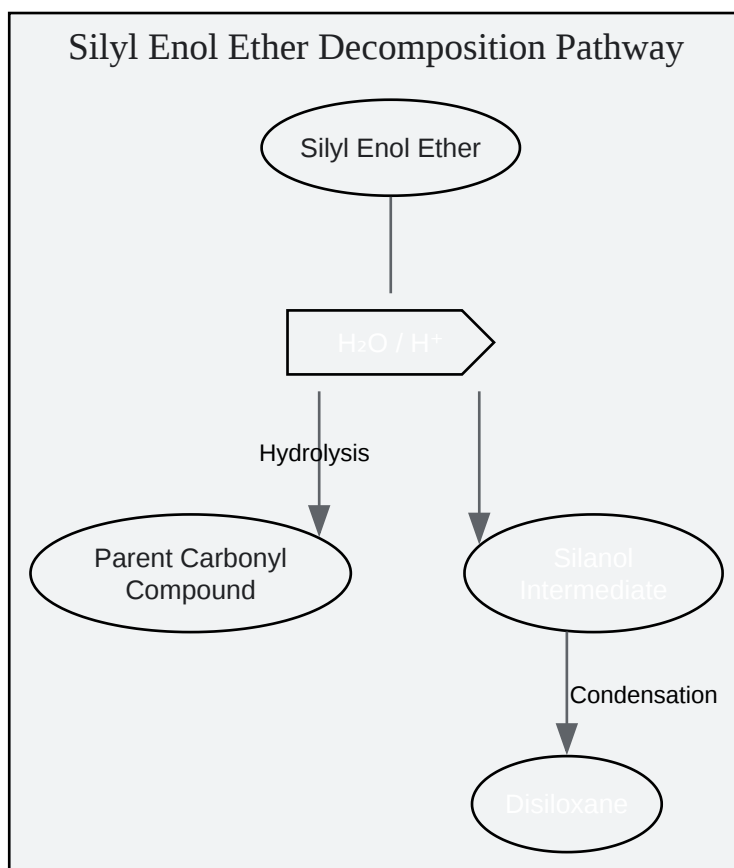 Silyl Enol Ether Decomposition Pathway
Silyl Enol Ether
H₂O / H⁺
Hydrolysis
Parent Carbonyl
Compound
Silanol
Intermediate
Condensation
Disiloxane